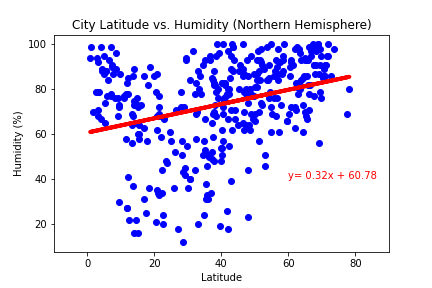 City Latitude vs. Humidity (Northern Hemisphere)
100
80
60
40
20
Humidity (%)
y= 0.32x + 60.78
0
20
40
60
80
Latitude